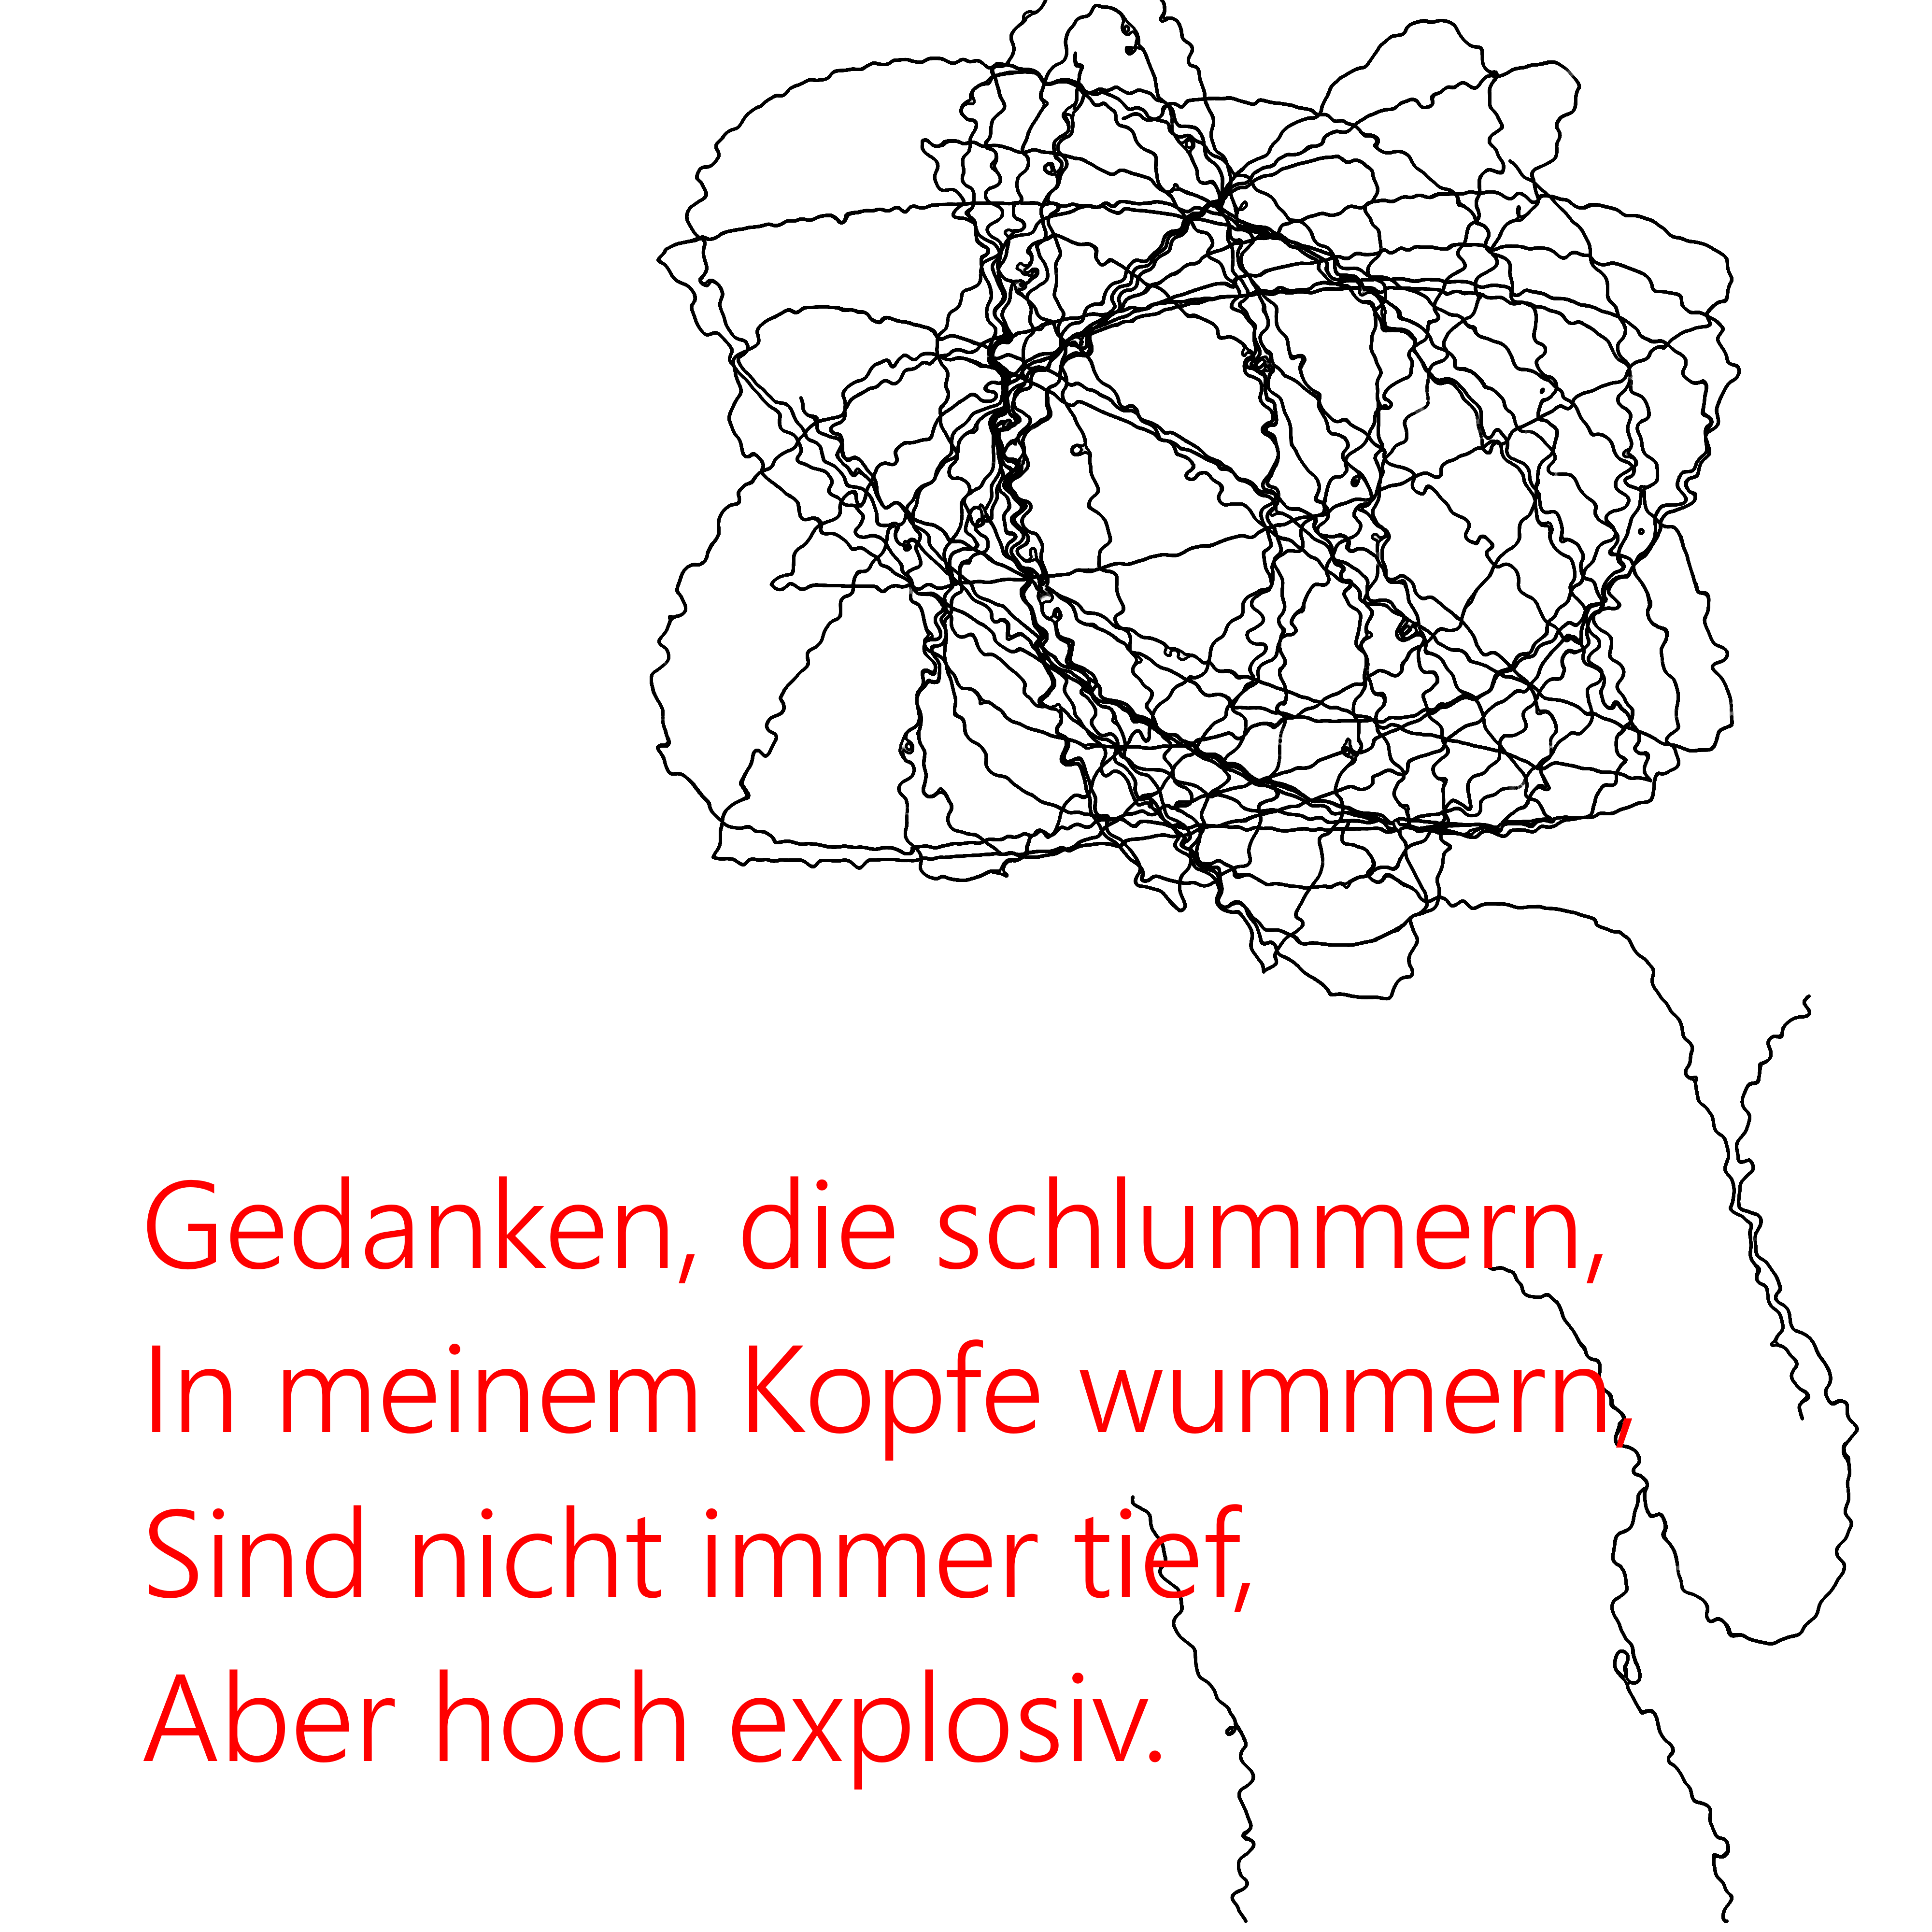 Gedanken, die schlummern,
In meinem Kopfe wummern,
Sind nicht immer tief,
Aber hoch explosiv.